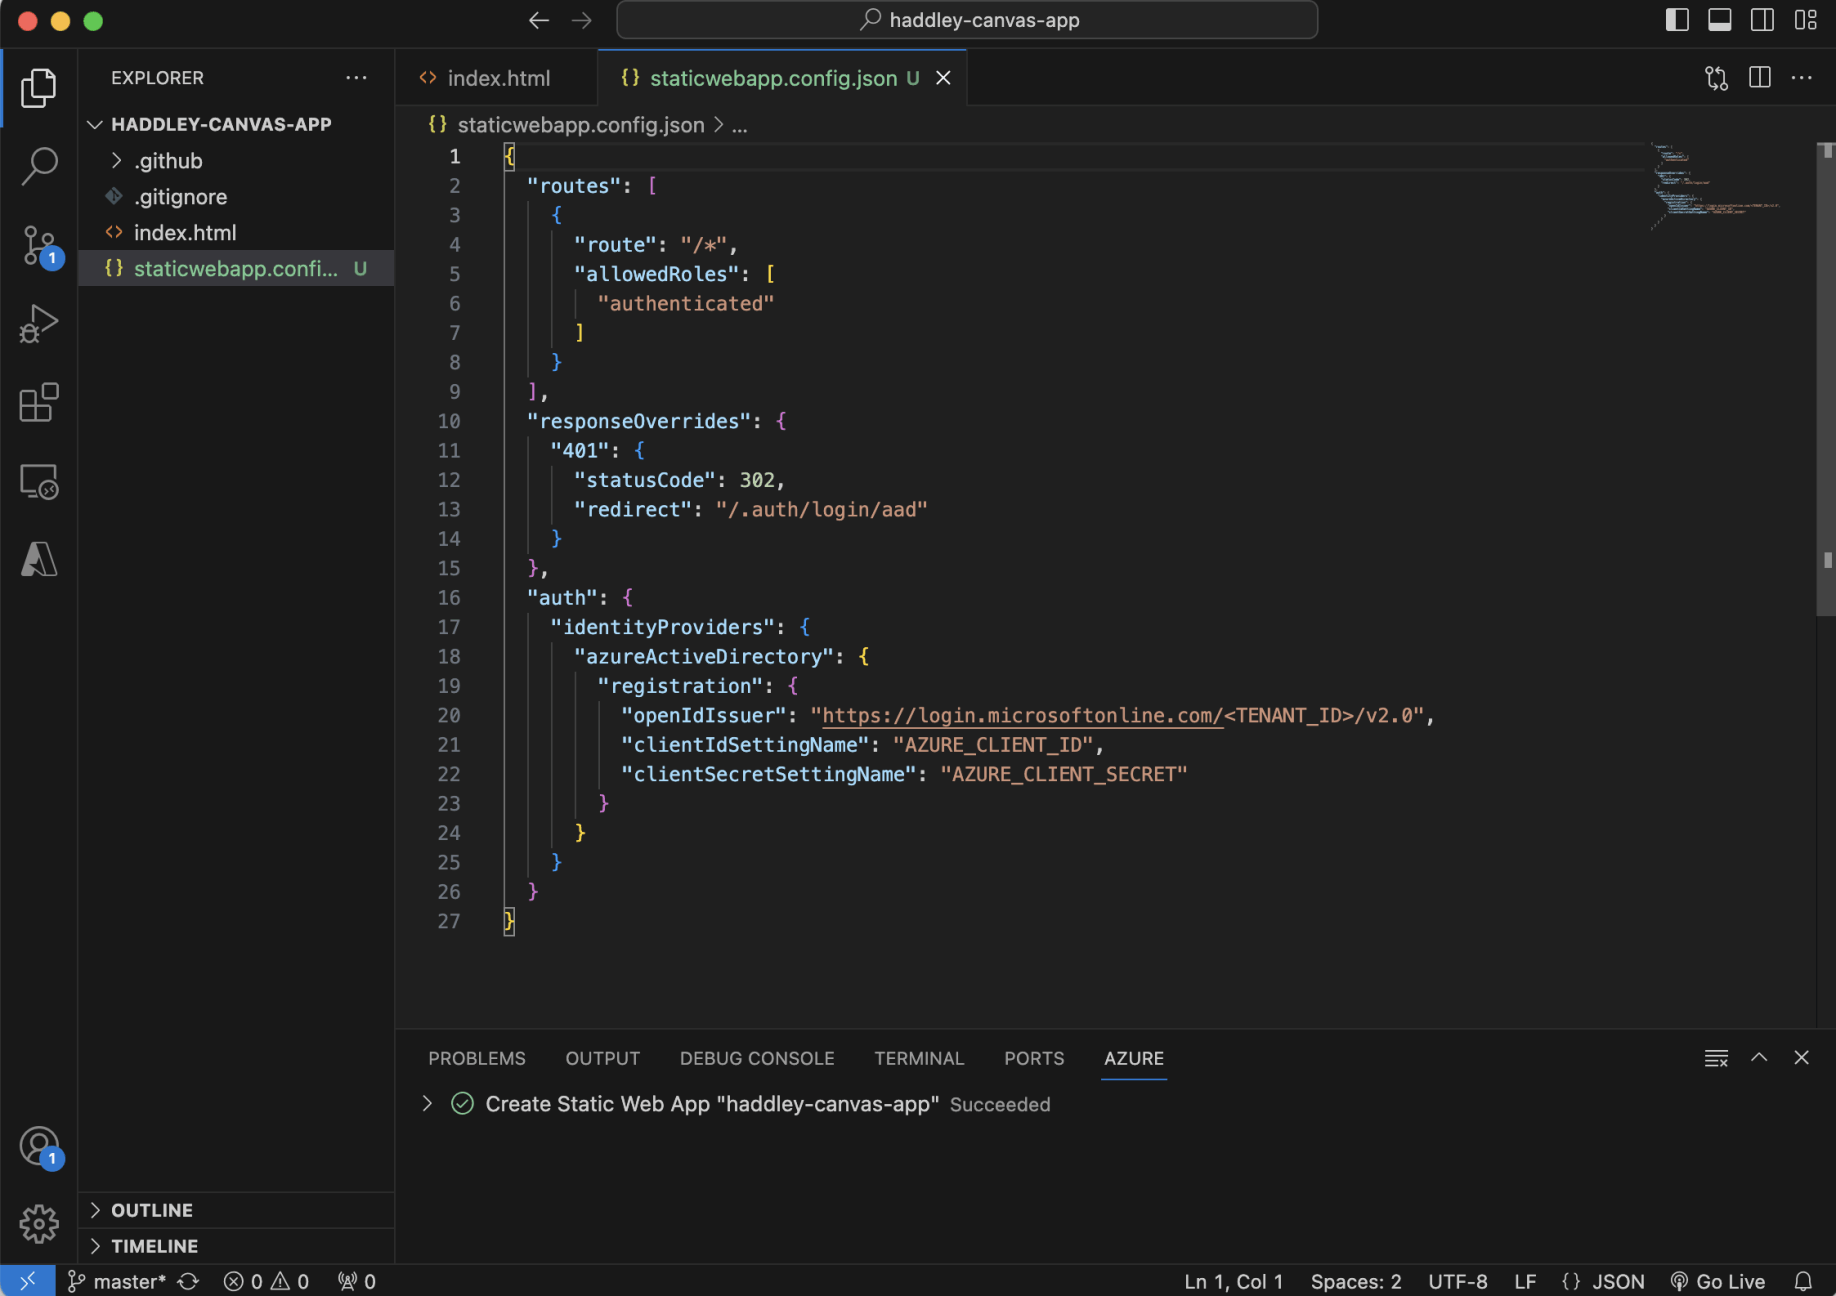 haddley-canvas-app
EXPLORER
HADDLEY-CANVAS-APP
.github
.gitignore
index.html
staticwebapp.confi... U
1
1
OUTLINE
TIMELINE
index.html
{} staticwebapp.config.json U
{} staticwebapp.config.json > ...
1 {
2 "routes": [
3 {
4 "route": "/*",
5 "allowedRoles": [
6 "authenticated"
7 ]
8 }
9 ],
10 "responseOverrides": {
11 "401": {
12 "statusCode": 302,
13 "redirect": "/.auth/login/aad"
14 }
15 },
16 "auth": {
17 "identityProviders": {
18 "azureActiveDirectory": {
19 "registration": {
20 "openIdIssuer": "https://login.microsoftonline.com/<TENANT_ID>/v2.0",
21 "clientIdSettingName": "AZURE_CLIENT_ID",
22 "clientSecretSettingName": "AZURE_CLIENT_SECRET"
23 }
24 }
25 }
26 }
27 }
PROBLEMS OUTPUT DEBUG CONSOLE TERMINAL PORTS AZURE
Create Static Web App "haddley-canvas-app" Succeeded
master* 0 0 0 Ln 1, Col 1 Spaces: 2 UTF-8 LF {} JSON Go Live